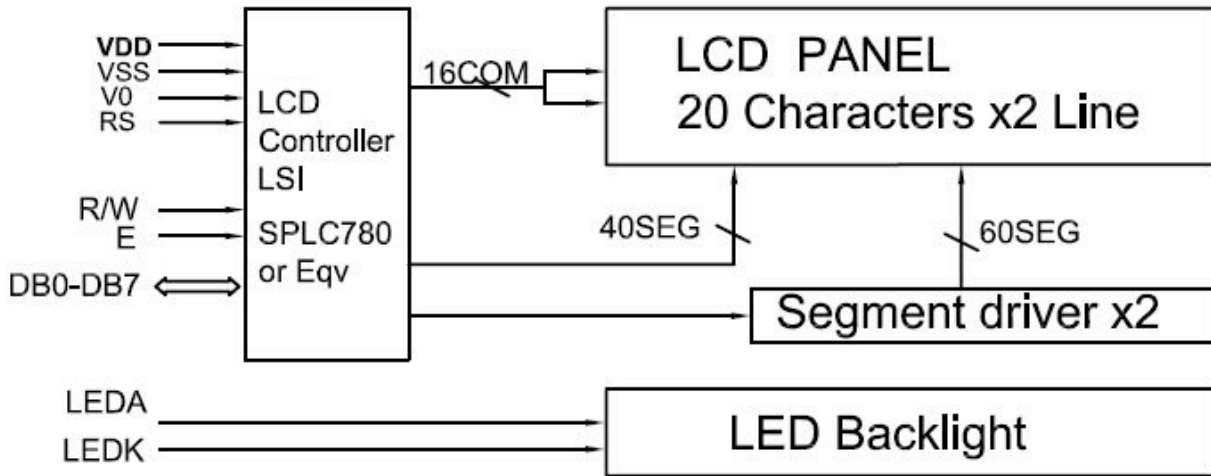 VDD
VSS
V0
RS
R/W
E
DB0-DB7
LCD
Controller
LSI
SPLC780
or Eqv
16COM
LCD PANEL
20 Characters x2 Line
40SEG
60SEG
Segment driver x2
LEDA
LEDK
LED Backlight